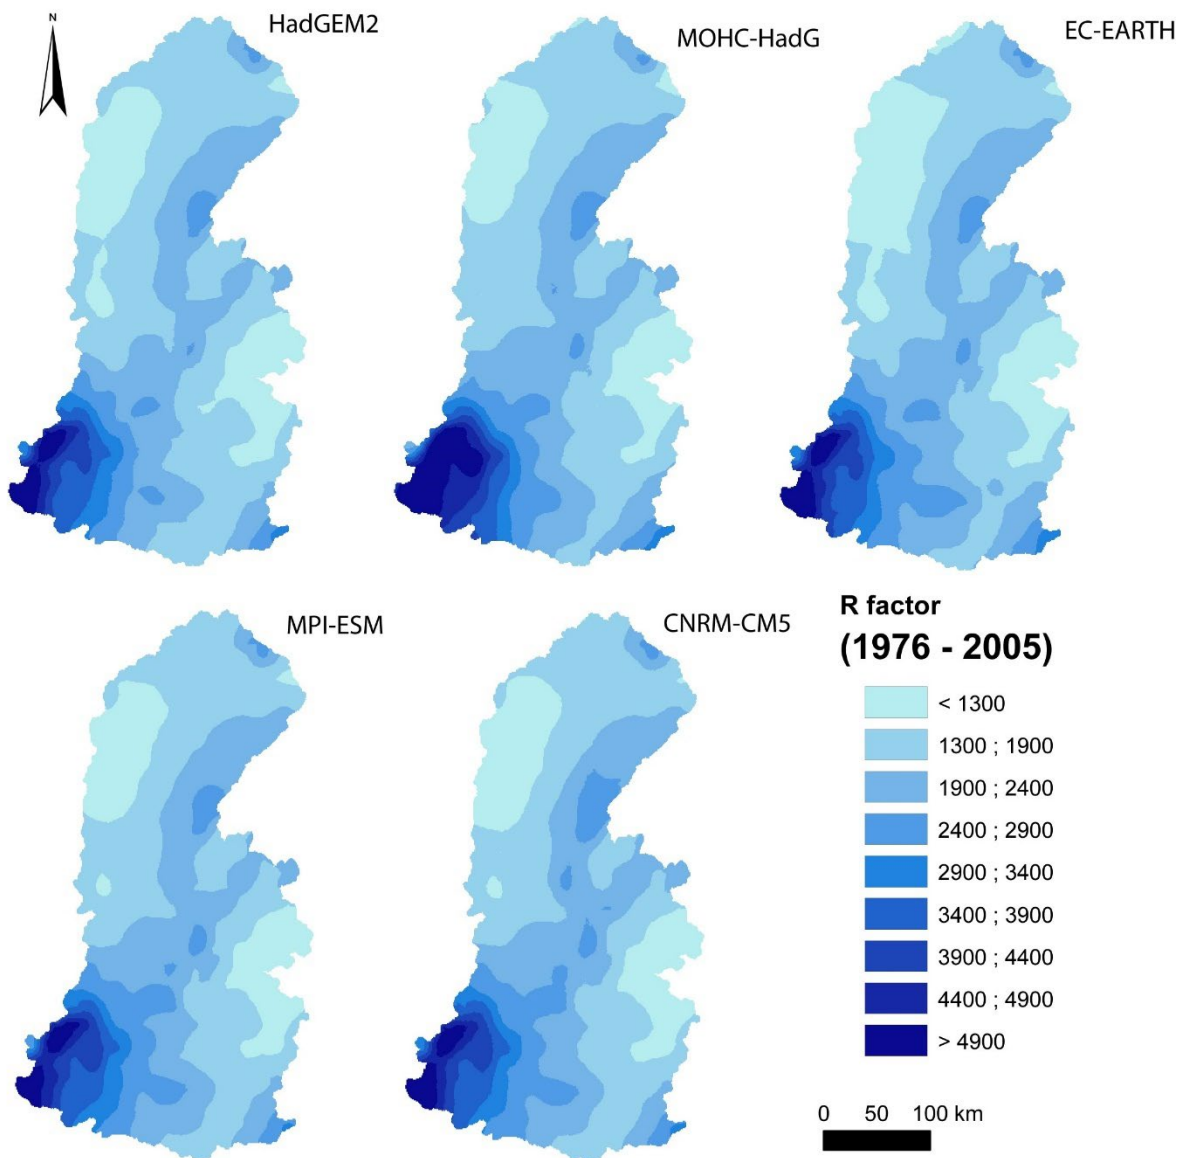 N
HadGEM2
MOHC-HadG
EC-EARTH
MPI-ESM
CNRM-CM5
R factor
(1976 - 2005)
< 1300
1300 ; 1900
1900 ; 2400
2400 ; 2900
2900 ; 3400
3400 ; 3900
3900 ; 4400
4400 ; 4900
> 4900
0 50 100 km